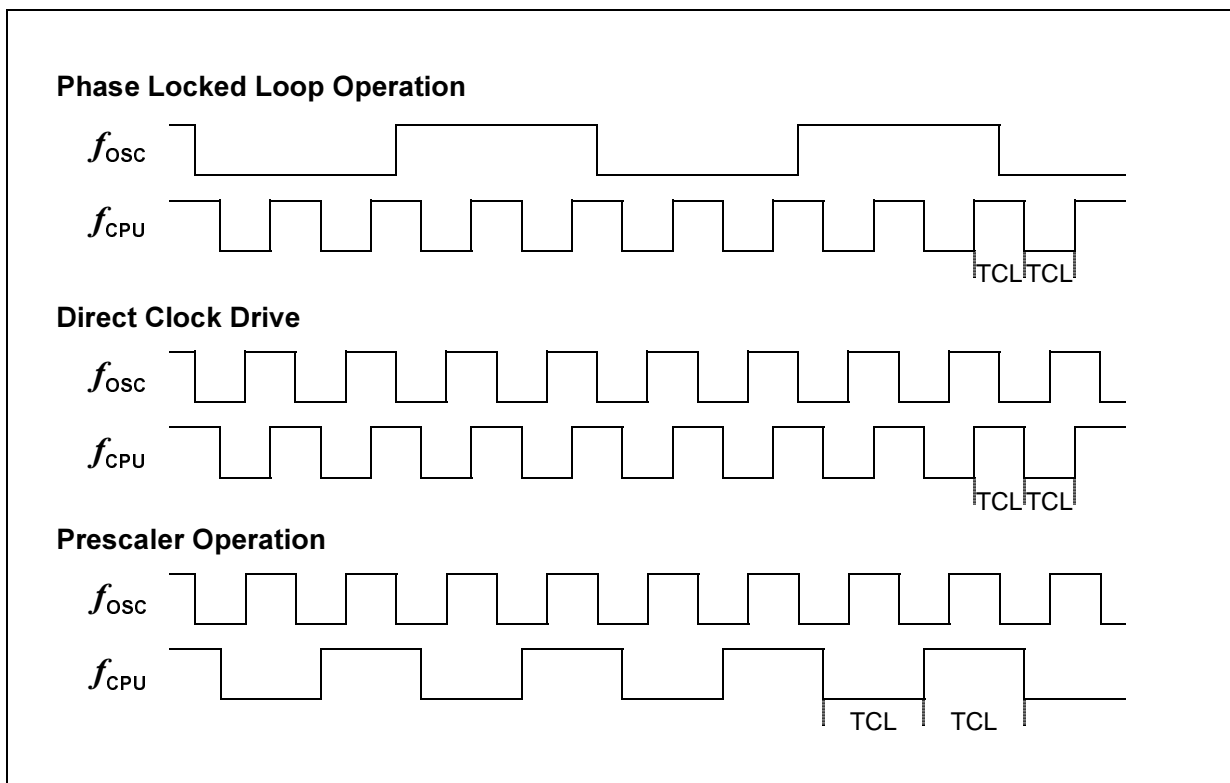 Phase Locked Loop Operation
fOSC
fCPU
TCL TCL
Direct Clock Drive
fOSC
fCPU
TCL TCL
Prescaler Operation
fOSC
fCPU
TCL TCL